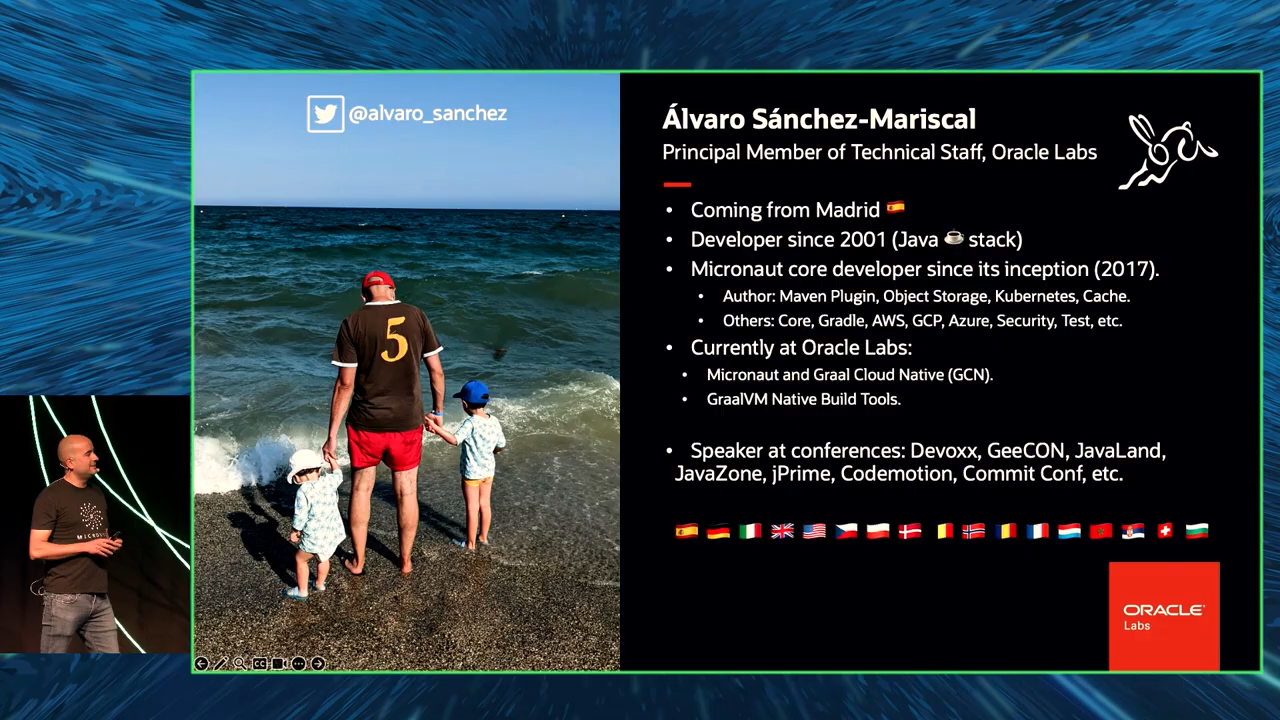 @alvaro_sanchez
Álvaro Sánchez-Mariscal
Principal Member of Technical Staff, Oracle Labs
• Coming from Madrid 🇪🇸
• Developer since 2001 (Java ☕ stack)
• Micronaut core developer since its inception (2017).
• Author: Maven Plugin, Object Storage, Kubernetes, Cache.
• Others: Core, Gradle, AWS, GCP, Azure, Security, Test, etc.
• Currently at Oracle Labs:
• Micronaut and Graal Cloud Native (GCN).
• GraalVM Native Build Tools.
• Speaker at conferences: Devoxx, GeeCON, JavaLand,
JavaZone, jPrime, Codemotion, Commit Conf, etc.
5
ORACLE
Labs
CC